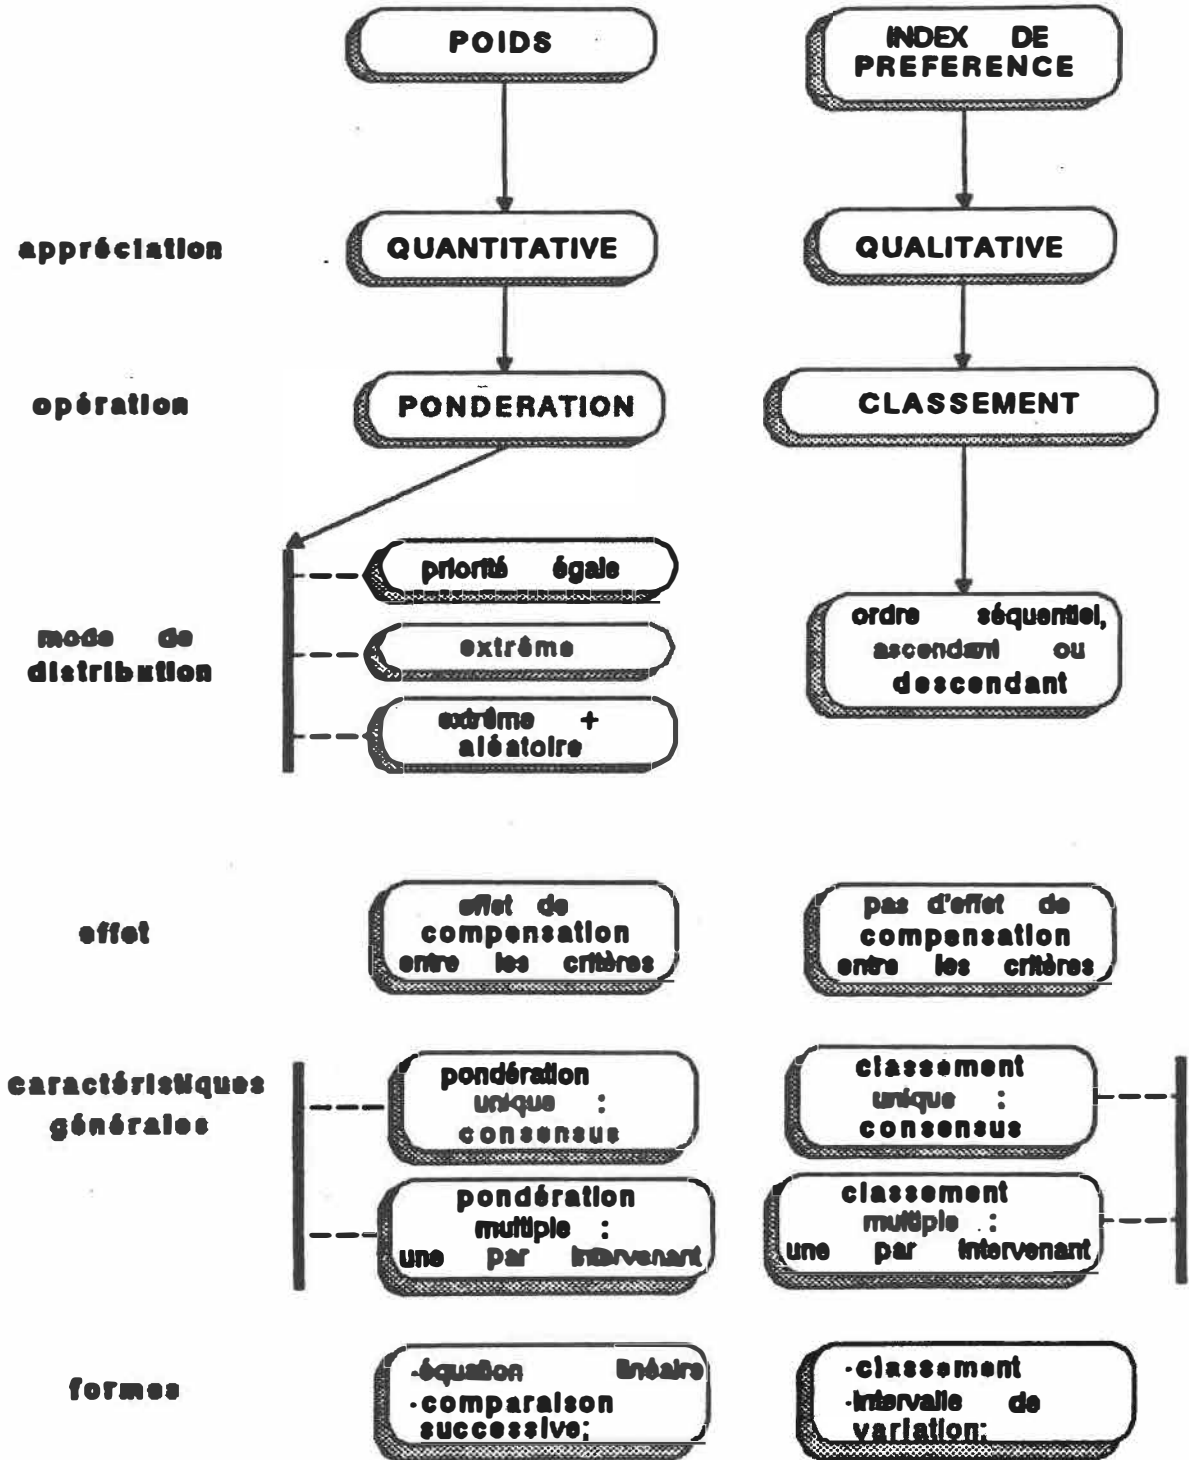 POIDS
INDEX DE
PREFERENCE
appréciation
QUANTITATIVE
QUALITATIVE
opération
PONDERATION
CLASSEMENT
mode de
distribution
priorité égale
extrême
extrême +
aléatoire
ordre séquentiel,
ascendant ou
descendant
effet
effet de
compensation
entre les critères
pas d'effet de
compensation
entre les critères
caractéristiques
générales
pondération
unique :
consensus
classement
unique :
consensus
pondération
multiple :
une par intervenant
classement
multiple :
une par intervenant
formes
-équation linéaire
-comparaison
successive;
-classement
-intervalle de
variation;